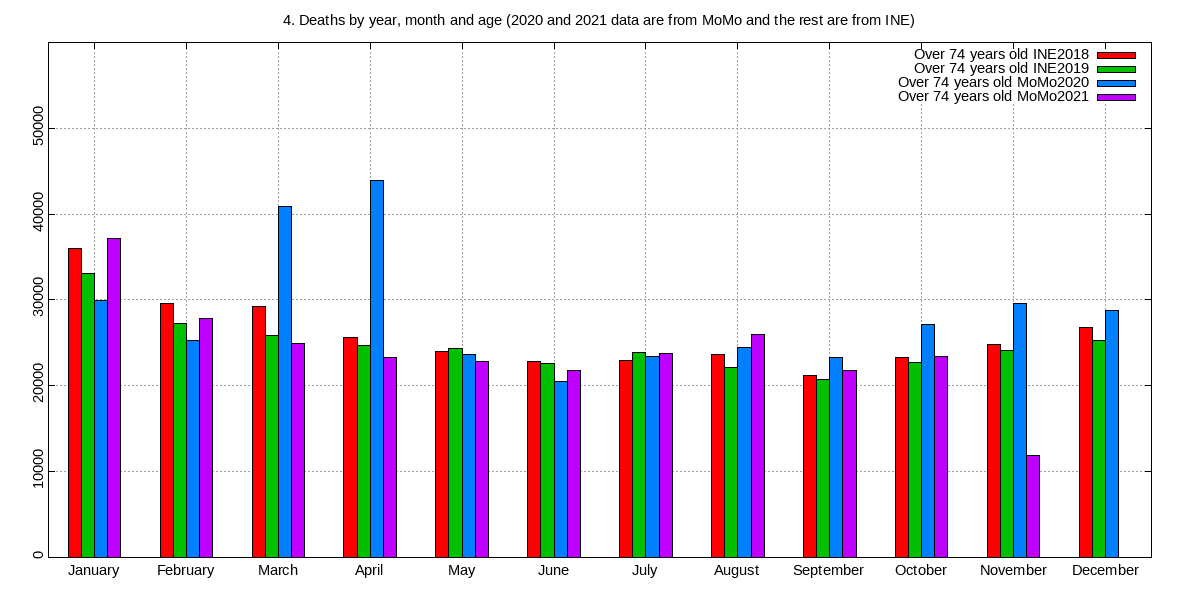 4. Deaths by year, month and age (2020 and 2021 data are from MoMo and the rest are from INE)
Over 74 years old INE2018
Over 74 years old INE2019
Over 74 years old MoMo2020
Over 74 years old MoMo2021
50000
40000
30000
20000
10000
0
January February March April May June July August September October November December